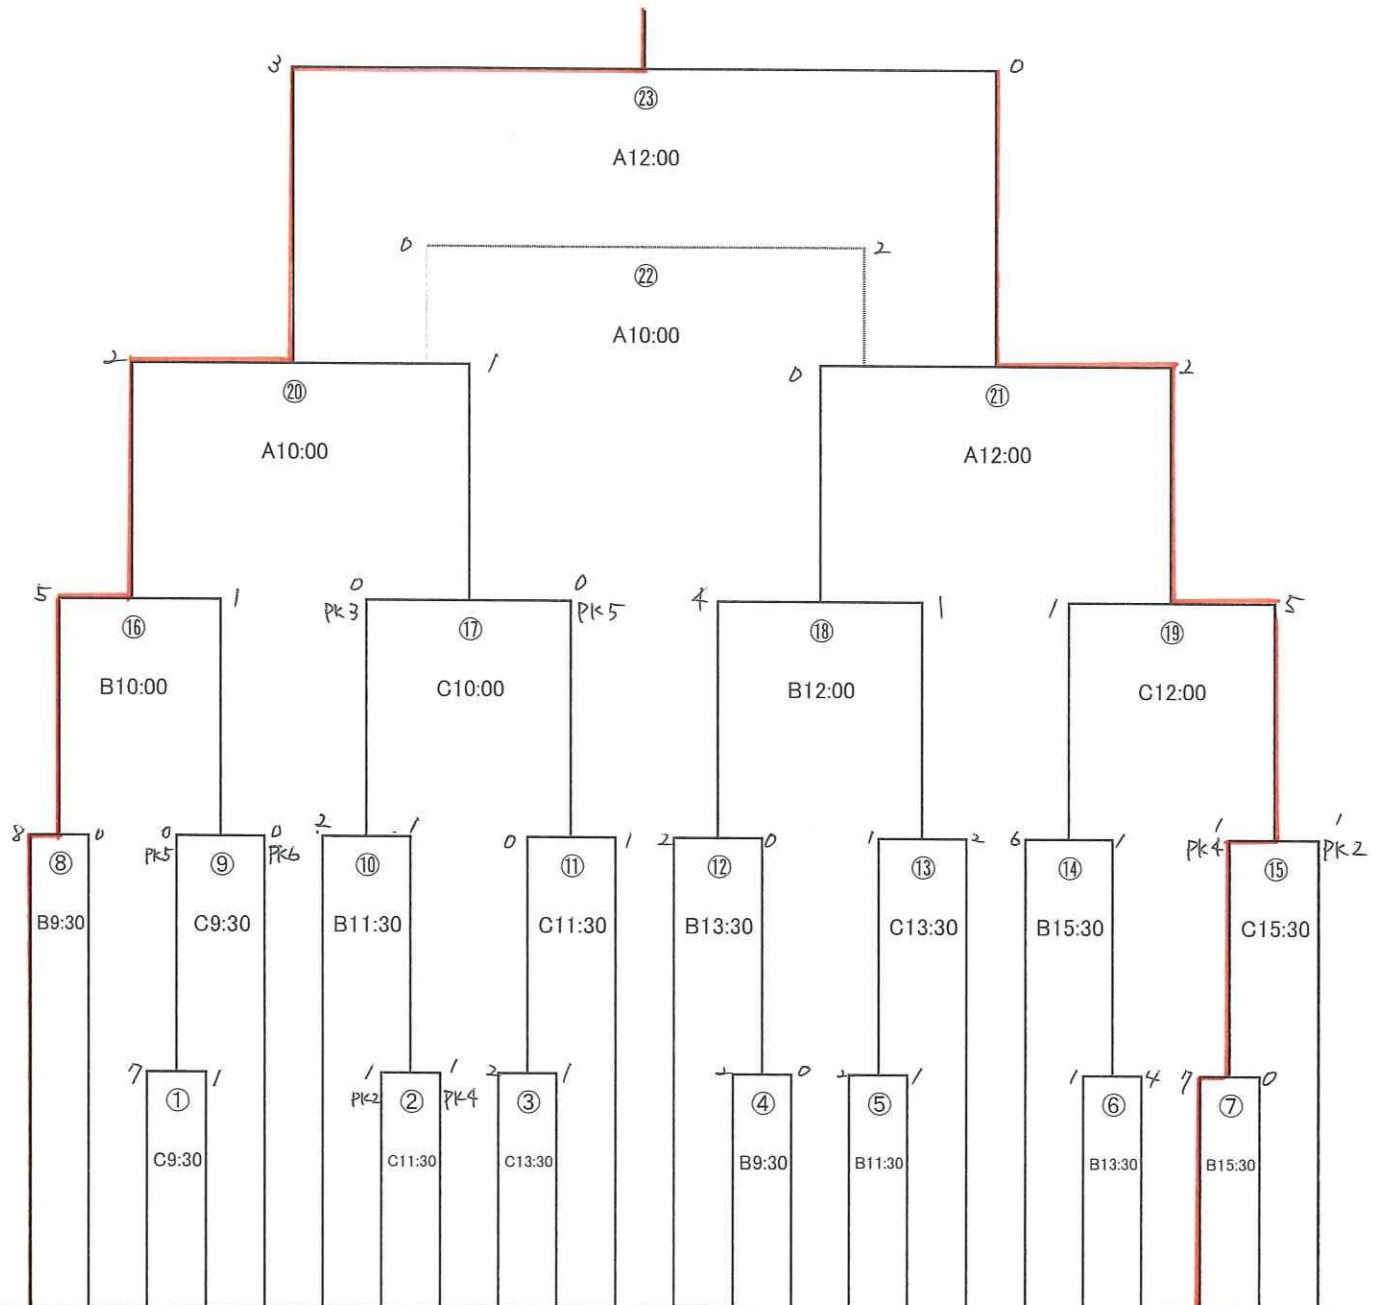 3 0
㉓
A12:00
0 2
㉒
A10:00
2 1 0 2
⑳ ㉑
A10:00 A12:00
5 1 0 0 4 1 1 5
PK3 PK5
⑯ ⑰ ⑱ ⑲
B10:00 C10:00 B12:00 C12:00
8 0 0 0 2 1 0 1 2 0 1 2 6 1 1 1
PK5 PK6 PK4 PK2
⑧ ⑨ ⑩ ⑪ ⑫ ⑬ ⑭ ⑮
B9:30 C9:30 B11:30 C11:30 B13:30 C13:30 B15:30 C15:30
7 1 1 1 2 1 2 0 2 1 1 4 7 0
PK2 PK4
① ② ③ ④ ⑤ ⑥ ⑦
C9:30 C11:30 C13:30 B9:30 B11:30 B13:30 B15:30